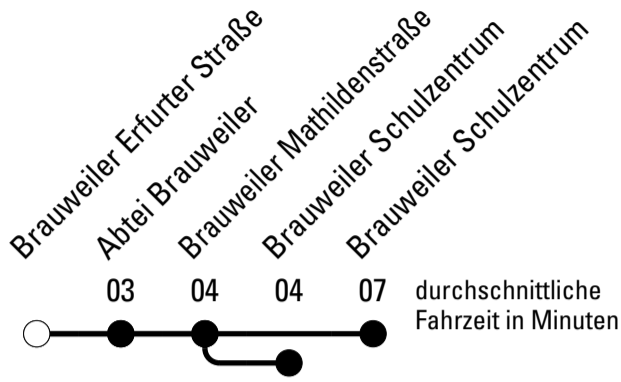 Brauweiler Erfurter Straße
Abtei Brauweiler
Brauweiler Mathildenstraße
Brauweiler Schulzentrum
Brauweiler Schulzentrum
03 04 04 07
durchschnittliche
Fahrzeit in Minuten